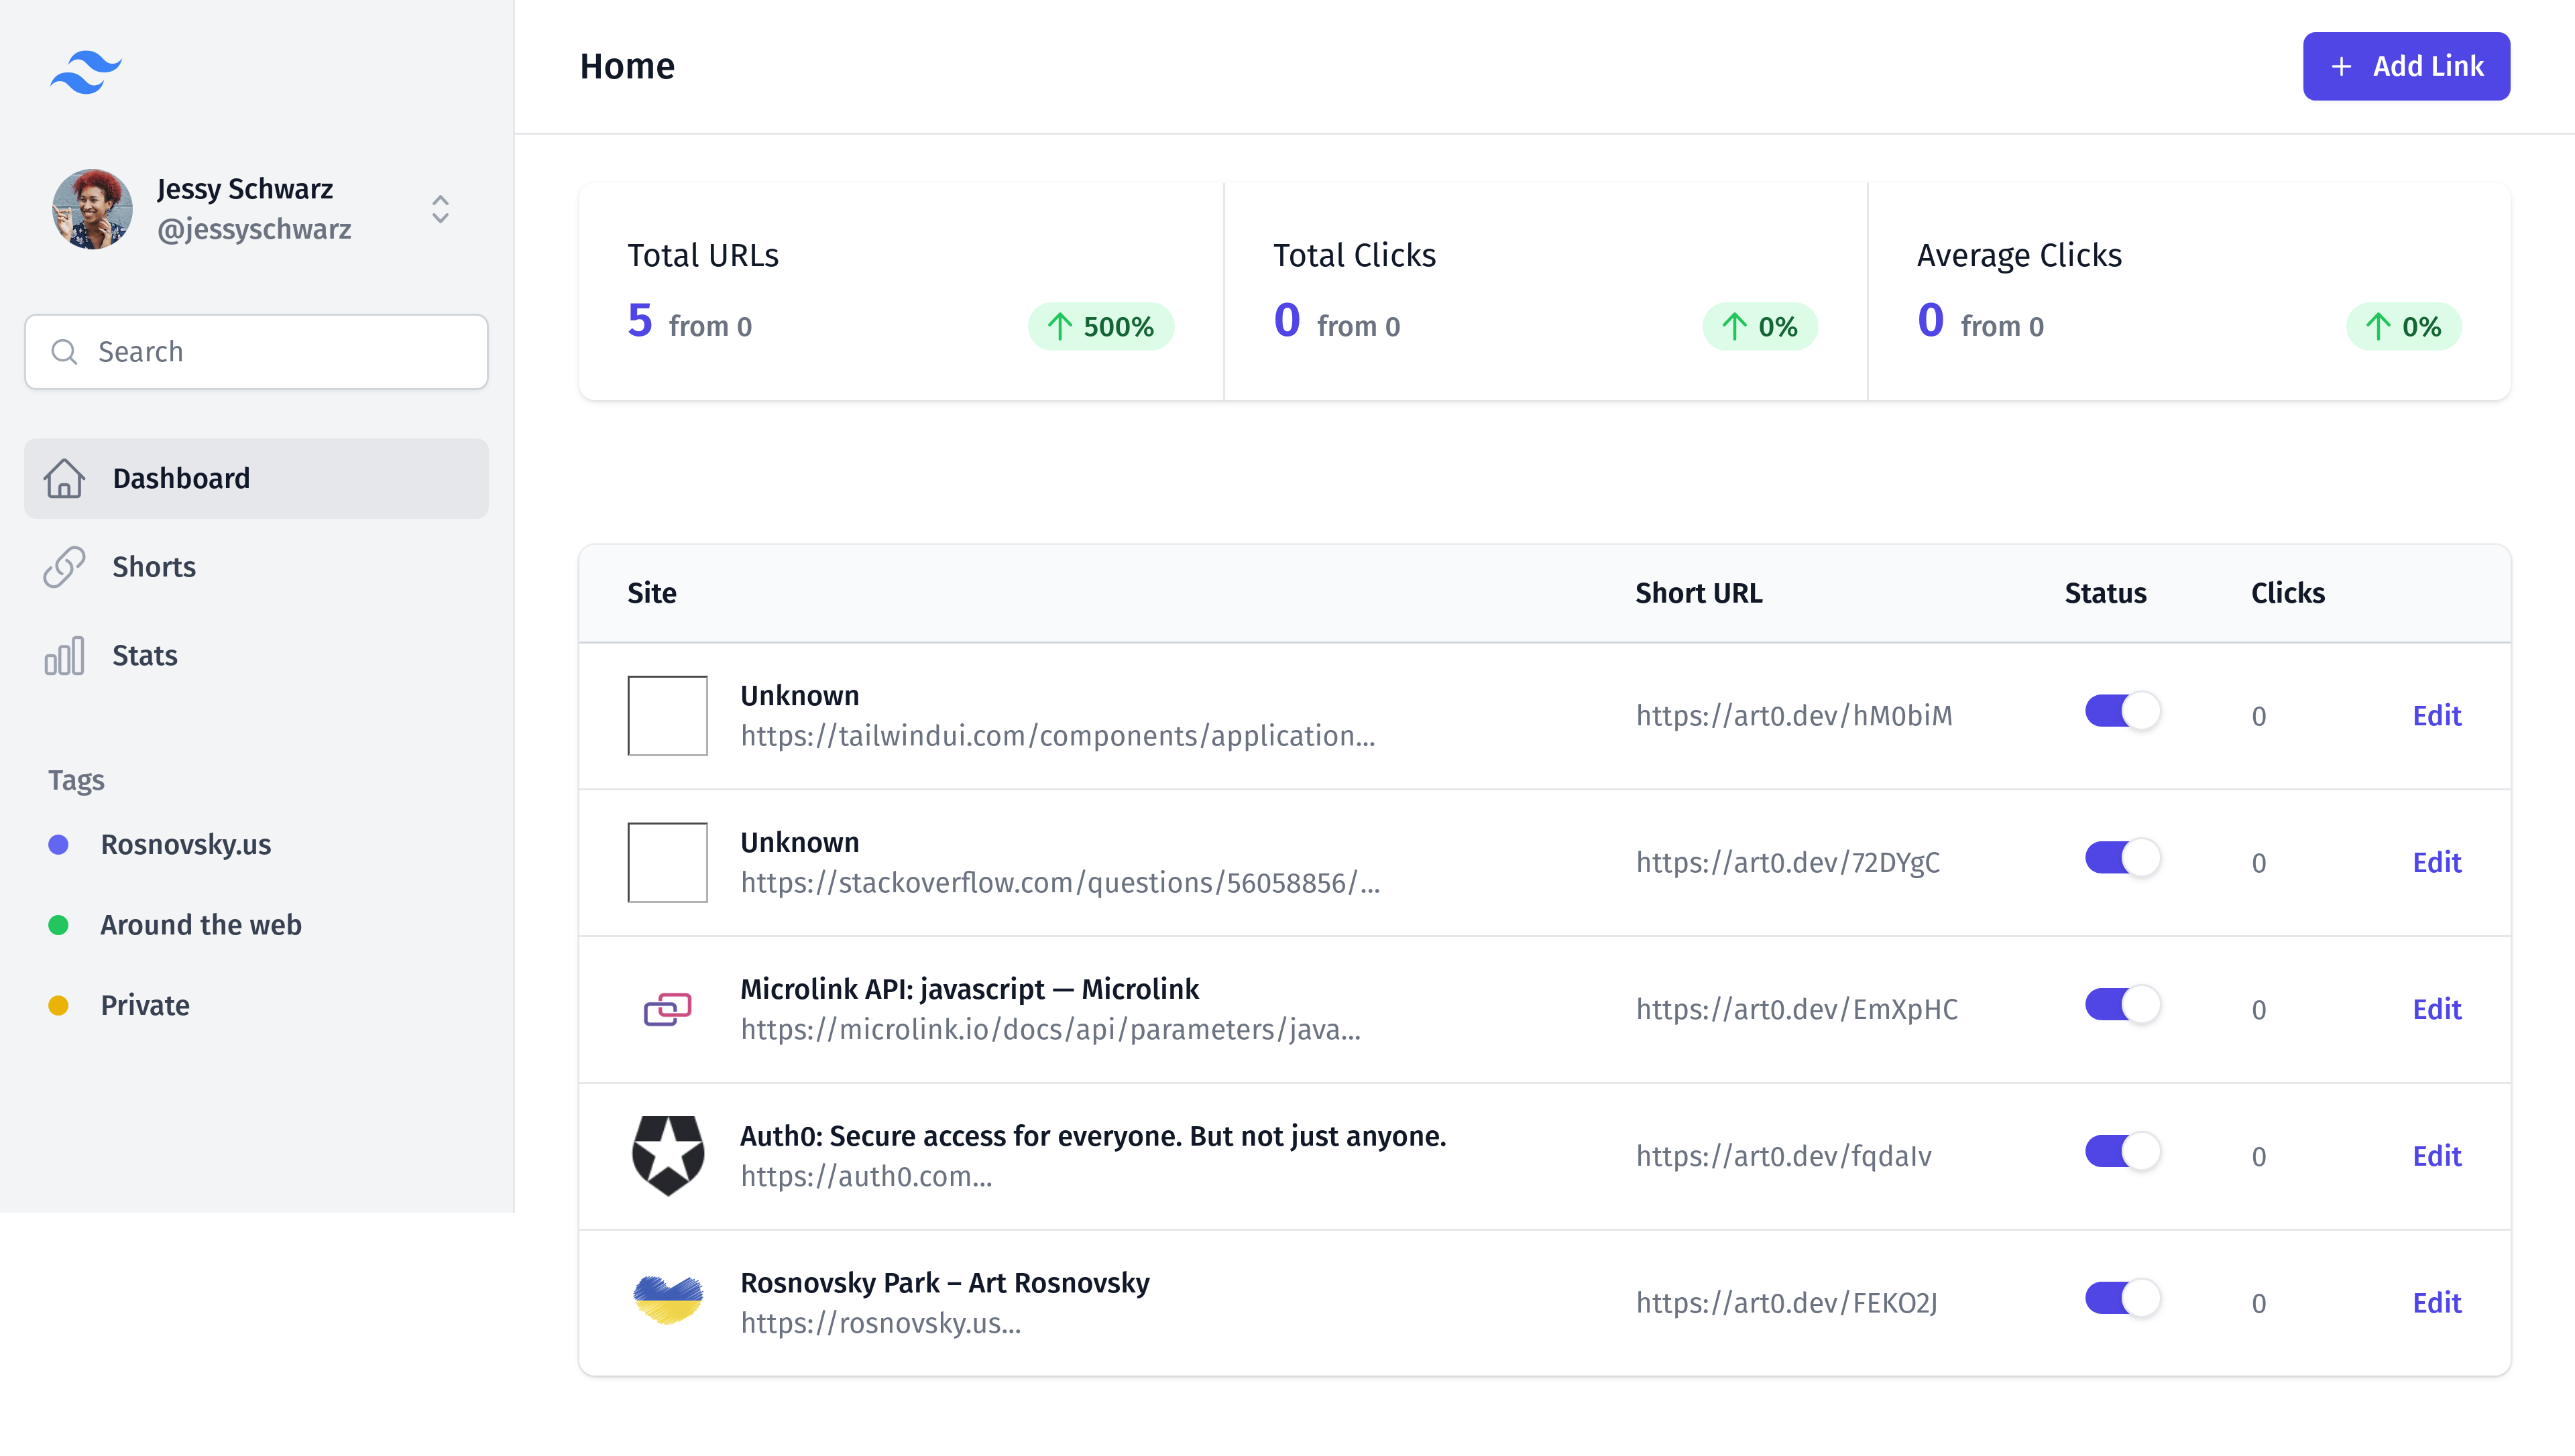 Home
Add Link
Jessy Schwarz
@jessyschwarz
Search
Dashboard
Shorts
Stats
Tags
Rosnovsky.us
Around the web
Private
Total URLs
5 from 0
500%
Total Clicks
0 from 0
0%
Average Clicks
0 from 0
0%
Site Short URL Status Clicks
Unknown
https://tailwindui.com/components/application...
https://art0.dev/hM0biM
0
Edit
Unknown
https://stackoverflow.com/questions/56058856/...
https://art0.dev/72DYgC
0
Edit
Microlink API: javascript — Microlink
https://microlink.io/docs/api/parameters/java...
https://art0.dev/EmXpHC
0
Edit
Auth0: Secure access for everyone. But not just anyone.
https://auth0.com...
https://art0.dev/fqdaIv
0
Edit
Rosnovsky Park – Art Rosnovsky
https://rosnovsky.us...
https://art0.dev/FEKO2J
0
Edit